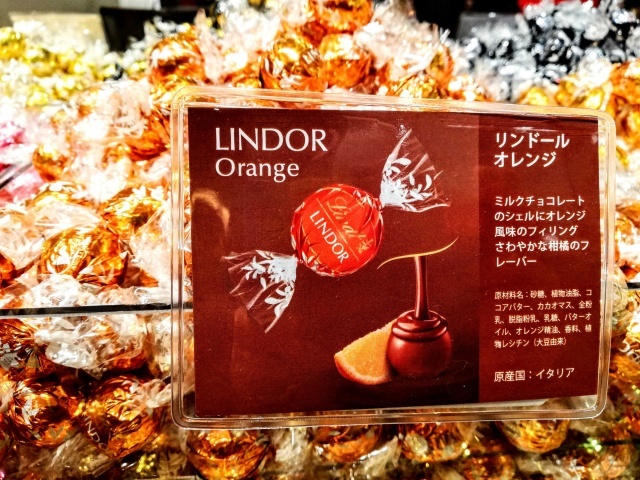 LINDOR
Orange
Lindt
LINDOR
リンドール
オレンジ
ミルクチョコレート
のシェルにオレンジ
風味のフィリング
さわやかな柑橘のフ
レーバー
原材料名：砂糖、植物油脂、コ
コアバター、カカオマス、全粉
乳、脱脂粉乳、乳糖、バターオ
イル、オレンジ精油、香料、植
物レシチン（大豆由来）
原産国：イタリア